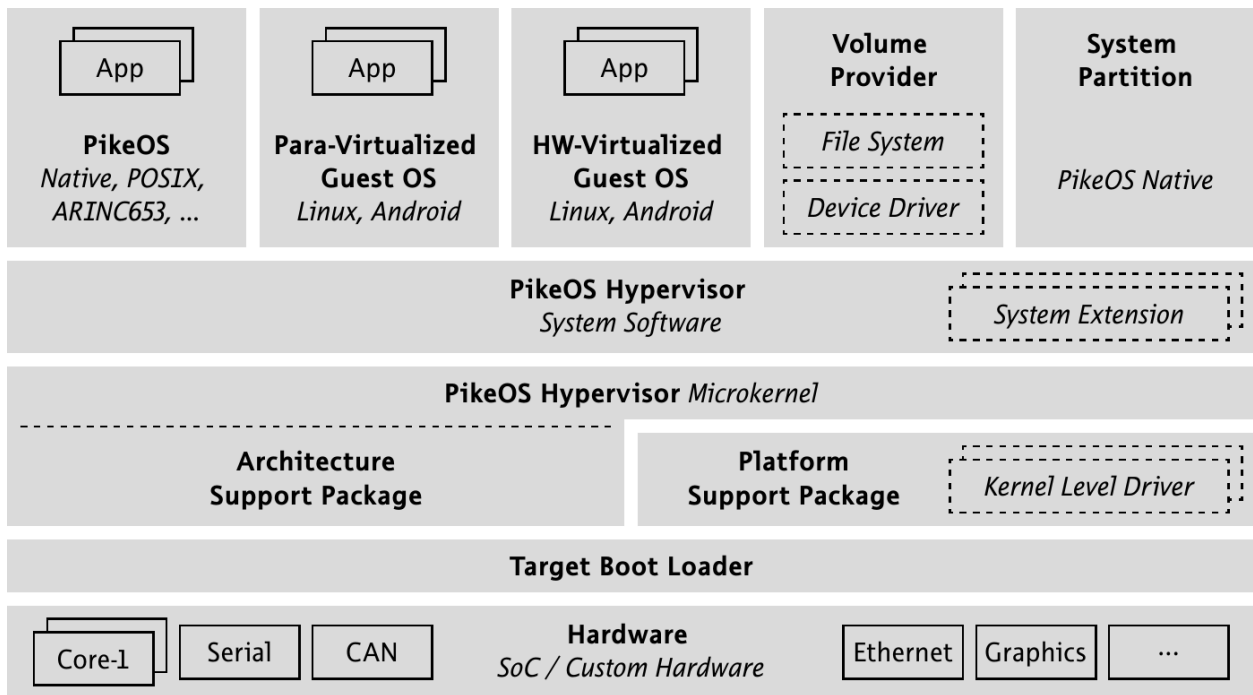 App
PikeOS
Native, POSIX,
ARINC653, ...
App
Para-Virtualized
Guest OS
Linux, Android
App
HW-Virtualized
Guest OS
Linux, Android
Volume
Provider
File System
Device Driver
System
Partition
PikeOS Native
PikeOS Hypervisor
System Software
System Extension
PikeOS Hypervisor Microkernel
Architecture
Support Package
Platform
Support Package
Kernel Level Driver
Target Boot Loader
Core-1
Serial
CAN
Hardware
SoC / Custom Hardware
Ethernet
Graphics
...